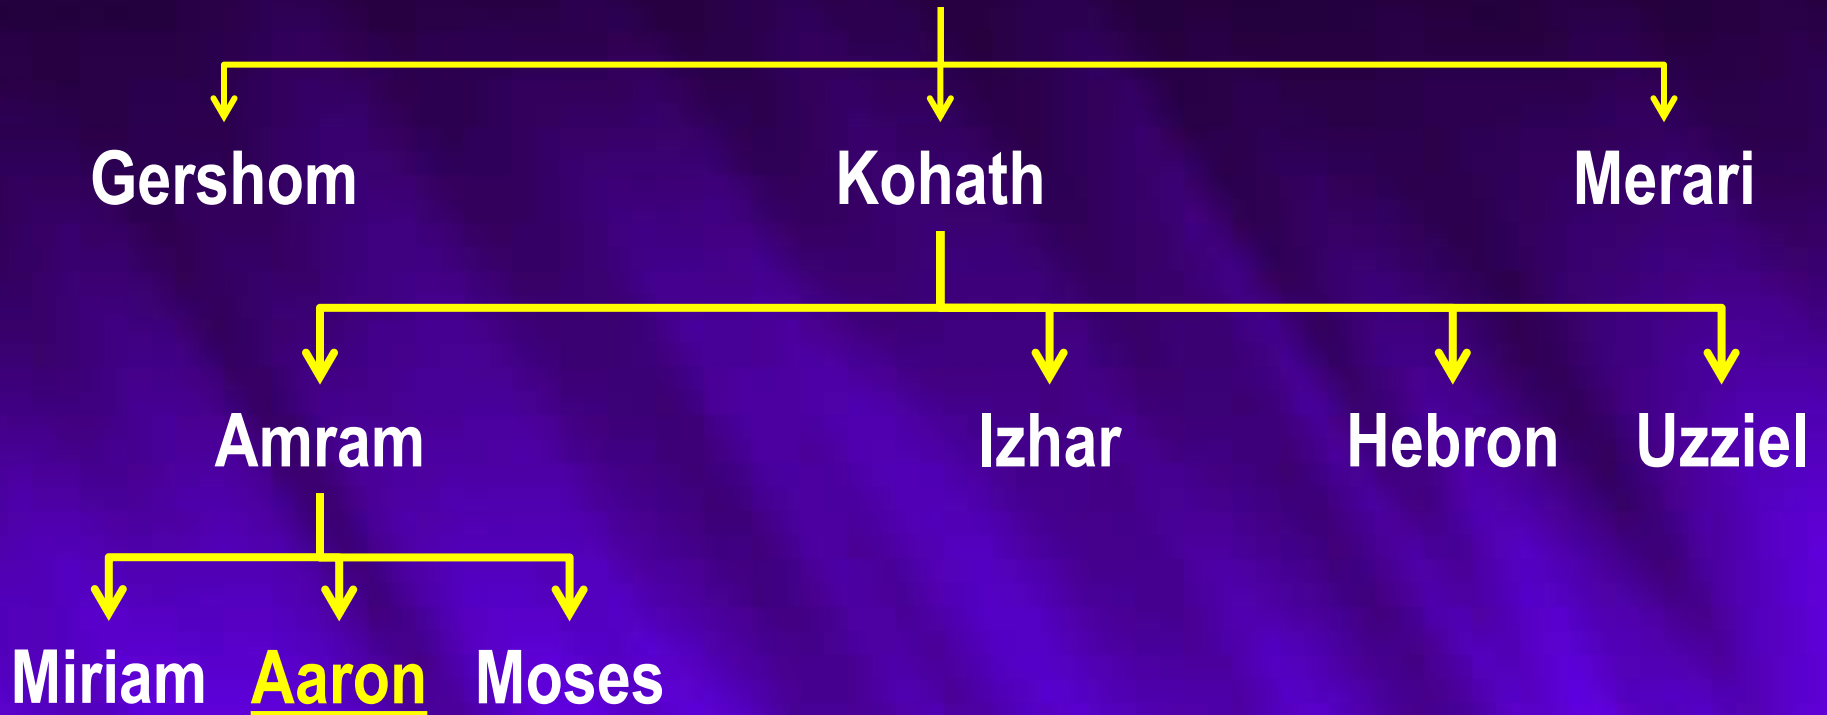 Gershom Kohath Merari
Amram Izhar Hebron Uzziel
Miriam Aaron Moses